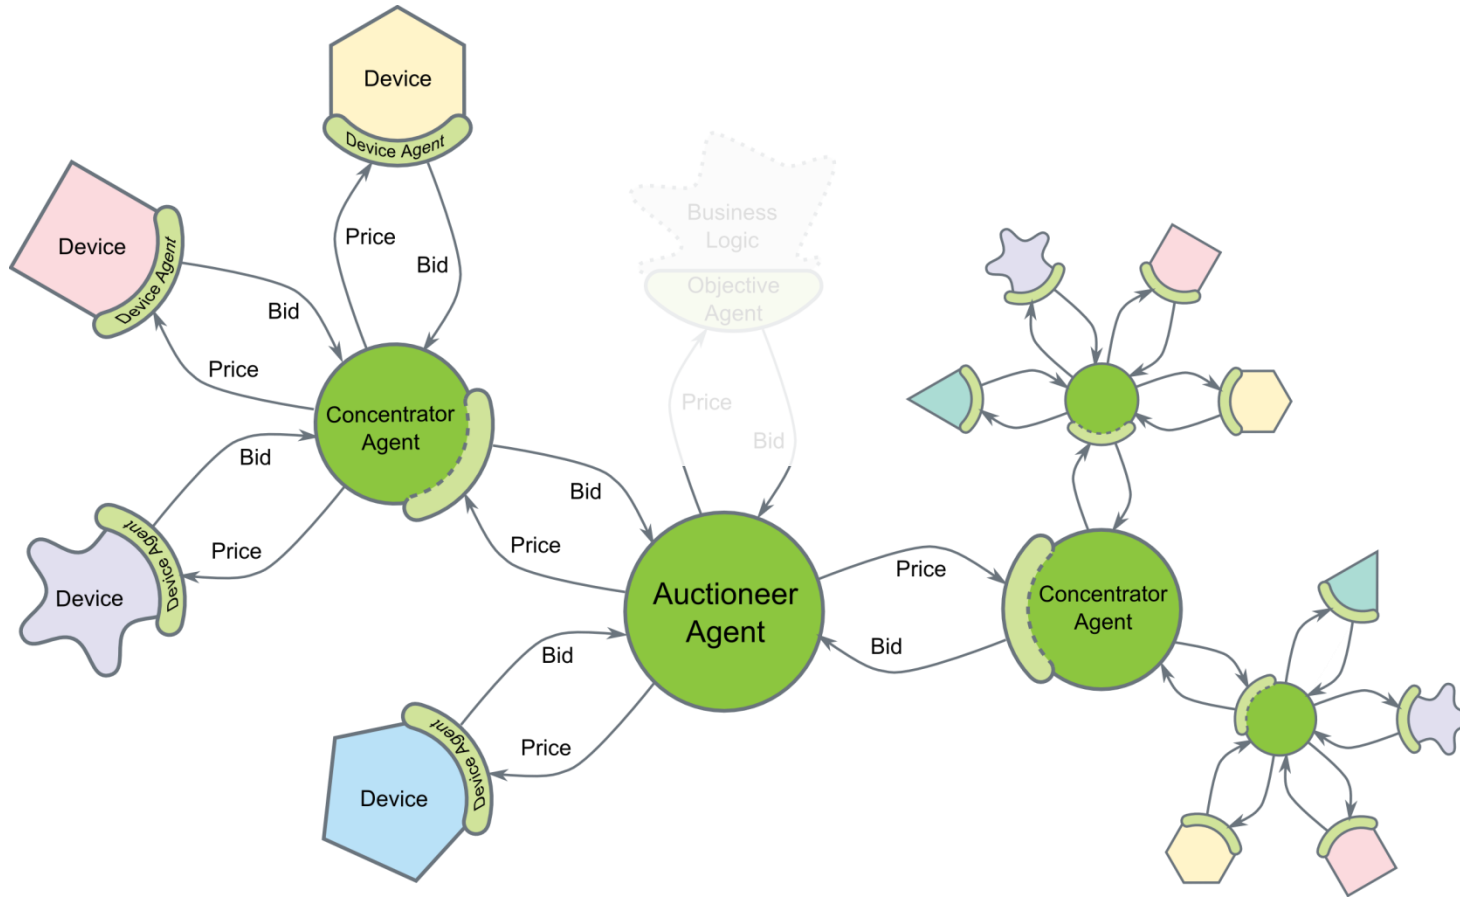 Device
Device Agent
Price
Bid
Device
Device Agent
Bid
Price
Business
Logic
Objective
Agent
Price
Bid
Concentrator
Agent
Bid
Price
Device Agent
Device
Bid
Price
Auctioneer
Agent
Price
Bid
Concentrator
Agent
Bid
Price
Device Agent
Device